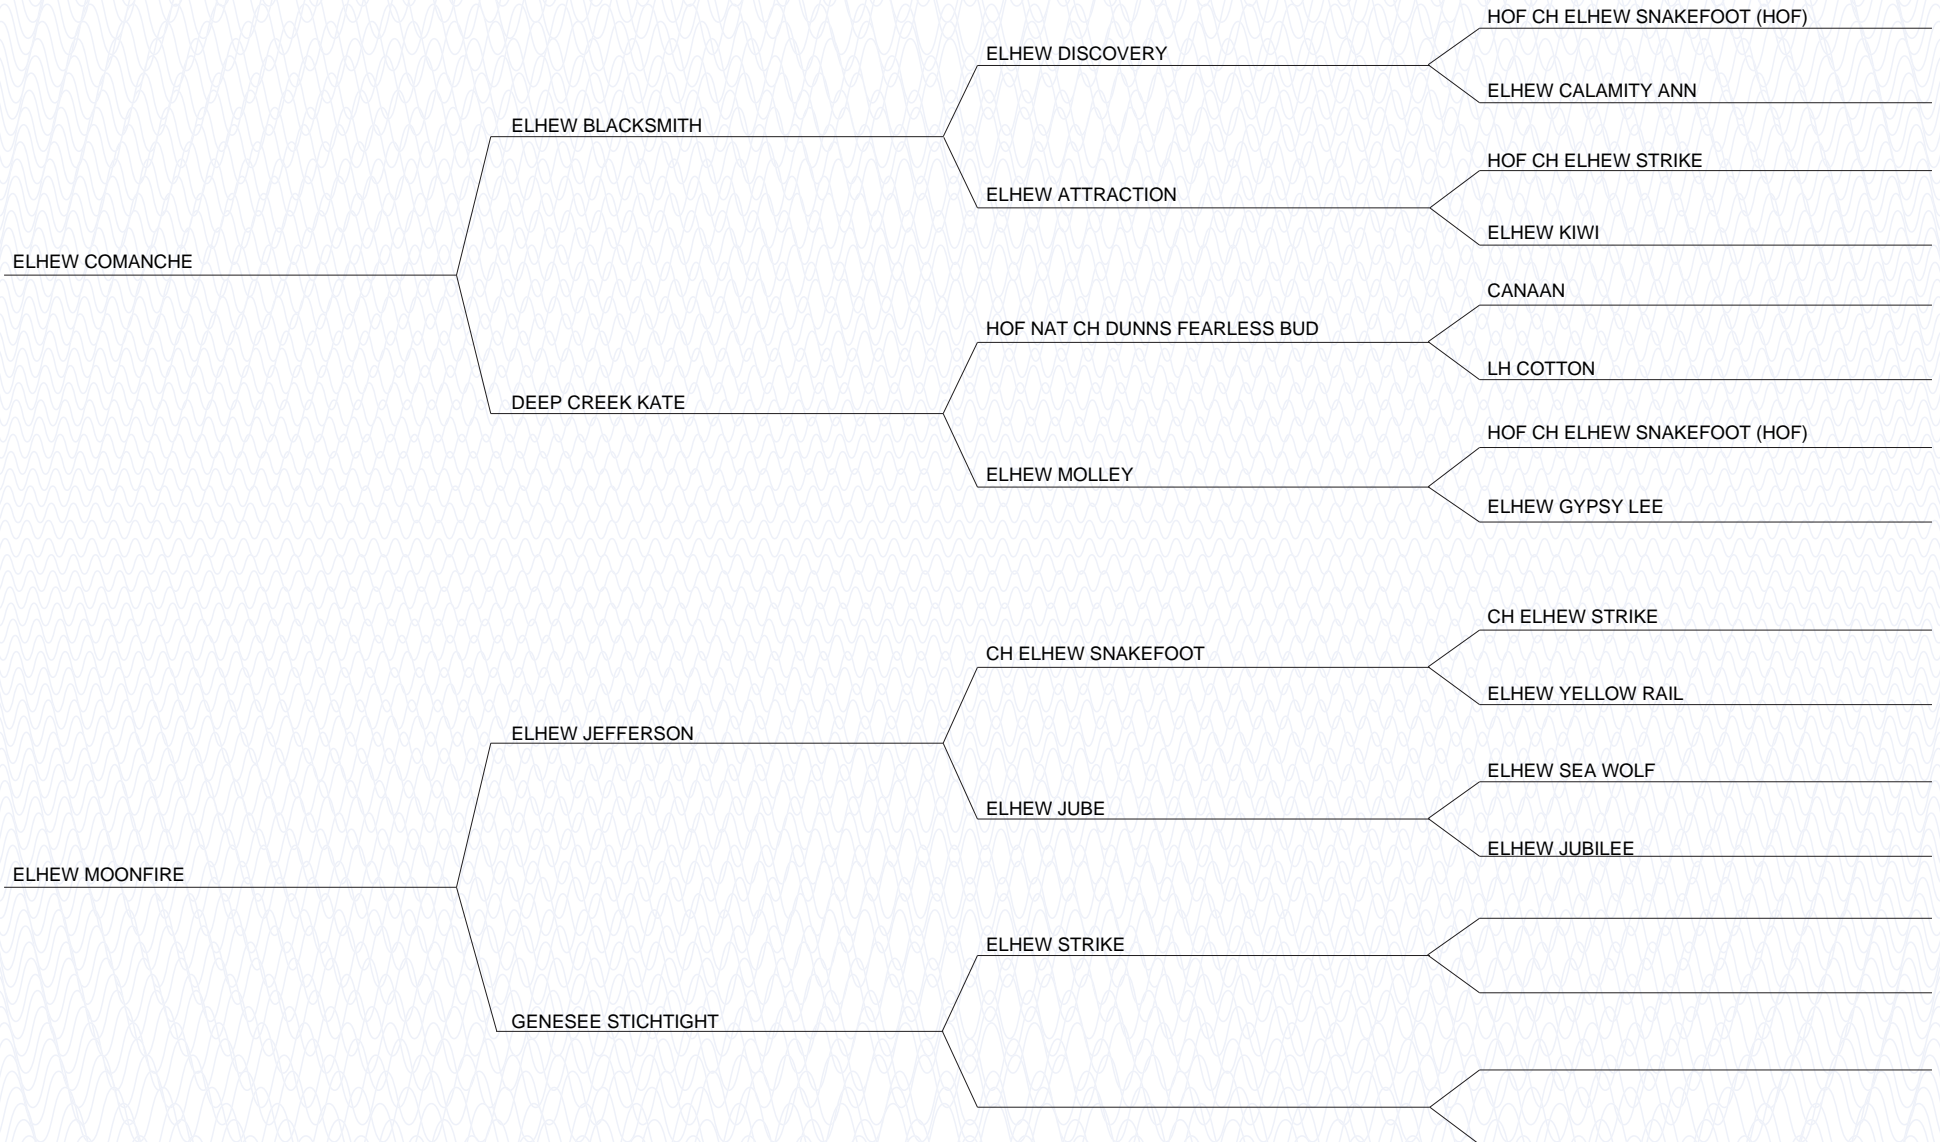 HOF CH ELHEW SNAKEFOOT (HOF)
ELHEW DISCOVERY
ELHEW CALAMITY ANN
ELHEW BLACKSMITH
HOF CH ELHEW STRIKE
ELHEW ATTRACTION
ELHEW KIWI
ELHEW COMANCHE
CANAAN
HOF NAT CH DUNNS FEARLESS BUD
LH COTTON
DEEP CREEK KATE
HOF CH ELHEW SNAKEFOOT (HOF)
ELHEW MOLLEY
ELHEW GYPSY LEE
CH ELHEW STRIKE
CH ELHEW SNAKEFOOT
ELHEW YELLOW RAIL
ELHEW JEFFERSON
ELHEW SEA WOLF
ELHEW JUBE
ELHEW JUBILEE
ELHEW MOONFIRE
ELHEW STRIKE
GENESEE STICHTIGHT